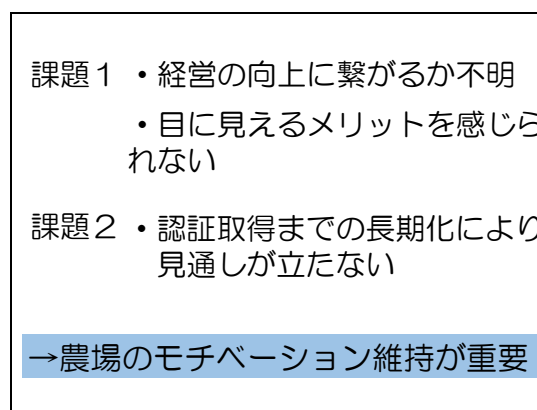 課題１ ・経営の向上に繋がるか不明
・目に見えるメリットを感じら
れない
課題２ ・認証取得までの長期化により
見通しが立たない
→農場のモチベーション維持が重要